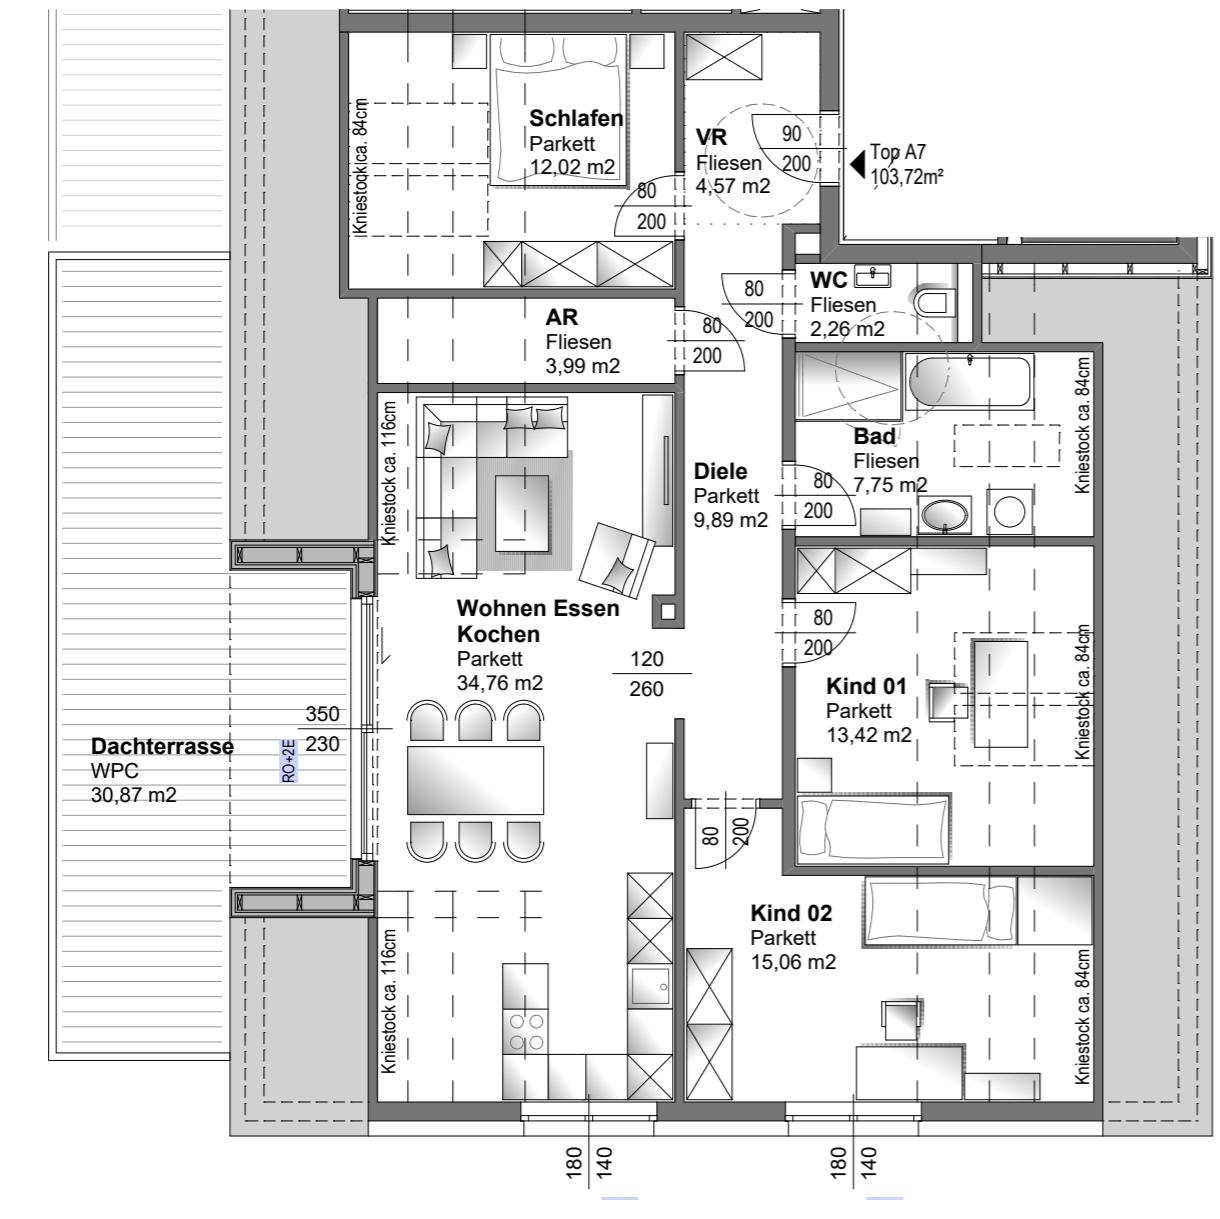 Schlafen
Parkett
12,02 m2
Kniestock ca. 84cm
80
200
VR
Fliesen
4,57 m2
90
200
Top A7
103,72m²
WC
Fliesen
2,26 m2
80
200
AR
Fliesen
3,99 m2
80
200
Kniestock ca. 116cm
Diele
Parkett
9,89 m2
Bad
Fliesen
7,75 m2
80
200
Kniestock ca. 84cm
Wohnen Essen
Kochen
Parkett
34,76 m2
120
260
80
200
Kind 01
Parkett
13,42 m2
Kniestock ca. 84cm
Dachterrasse
WPC
30,87 m2
RO+2E
350
230
80
200
Kind 02
Parkett
15,06 m2
Kniestock ca. 116cm
Kniestock ca. 84cm
180
140
180
140